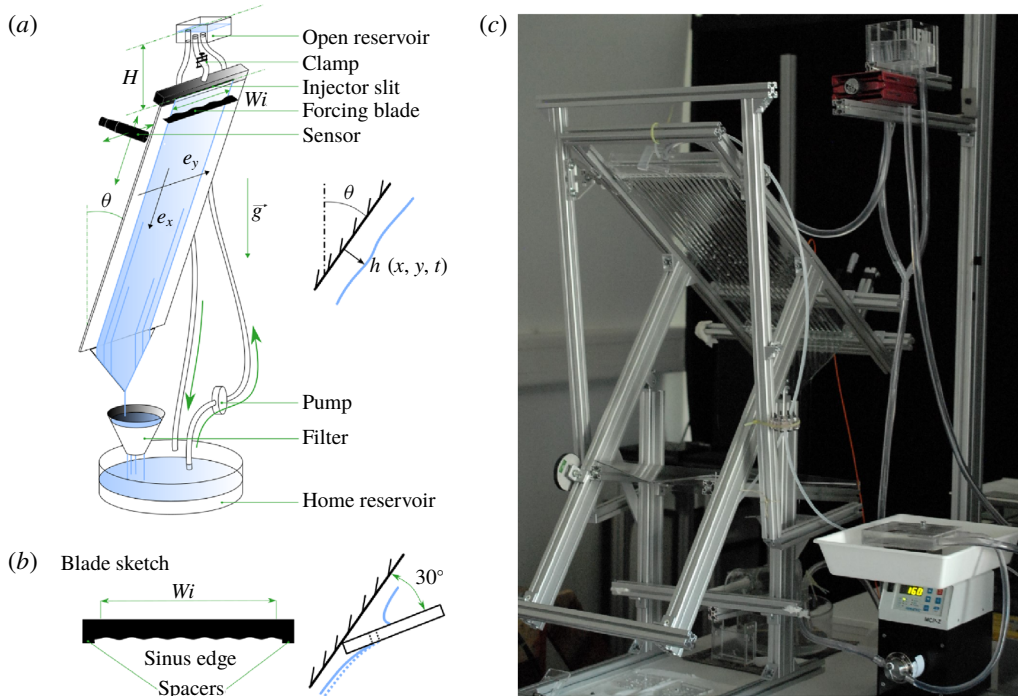 (a)
Open reservoir
Clamp
H
Injector slit
Wi
Forcing blade
Sensor
e_y
θ
θ
e_x
g
h (x, y, t)
Pump
Filter
Home reservoir
(b) Blade sketch
Wi
30°
Sinus edge
Spacers
(c)
160
MCP-Z